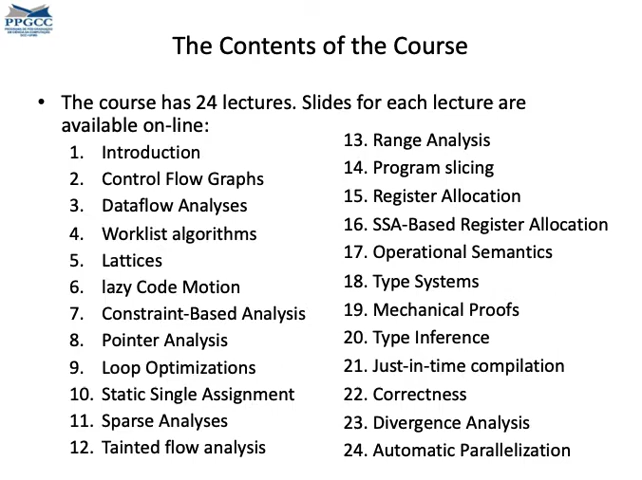 PPGCC
The Contents of the Course
• The course has 24 lectures. Slides for each lecture are
available on-line:
1. Introduction
2. Control Flow Graphs
3. Dataflow Analyses
4. Worklist algorithms
5. Lattices
6. lazy Code Motion
7. Constraint-Based Analysis
8. Pointer Analysis
9. Loop Optimizations
10. Static Single Assignment
11. Sparse Analyses
12. Tainted flow analysis
13. Range Analysis
14. Program slicing
15. Register Allocation
16. SSA-Based Register Allocation
17. Operational Semantics
18. Type Systems
19. Mechanical Proofs
20. Type Inference
21. Just-in-time compilation
22. Correctness
23. Divergence Analysis
24. Automatic Parallelization